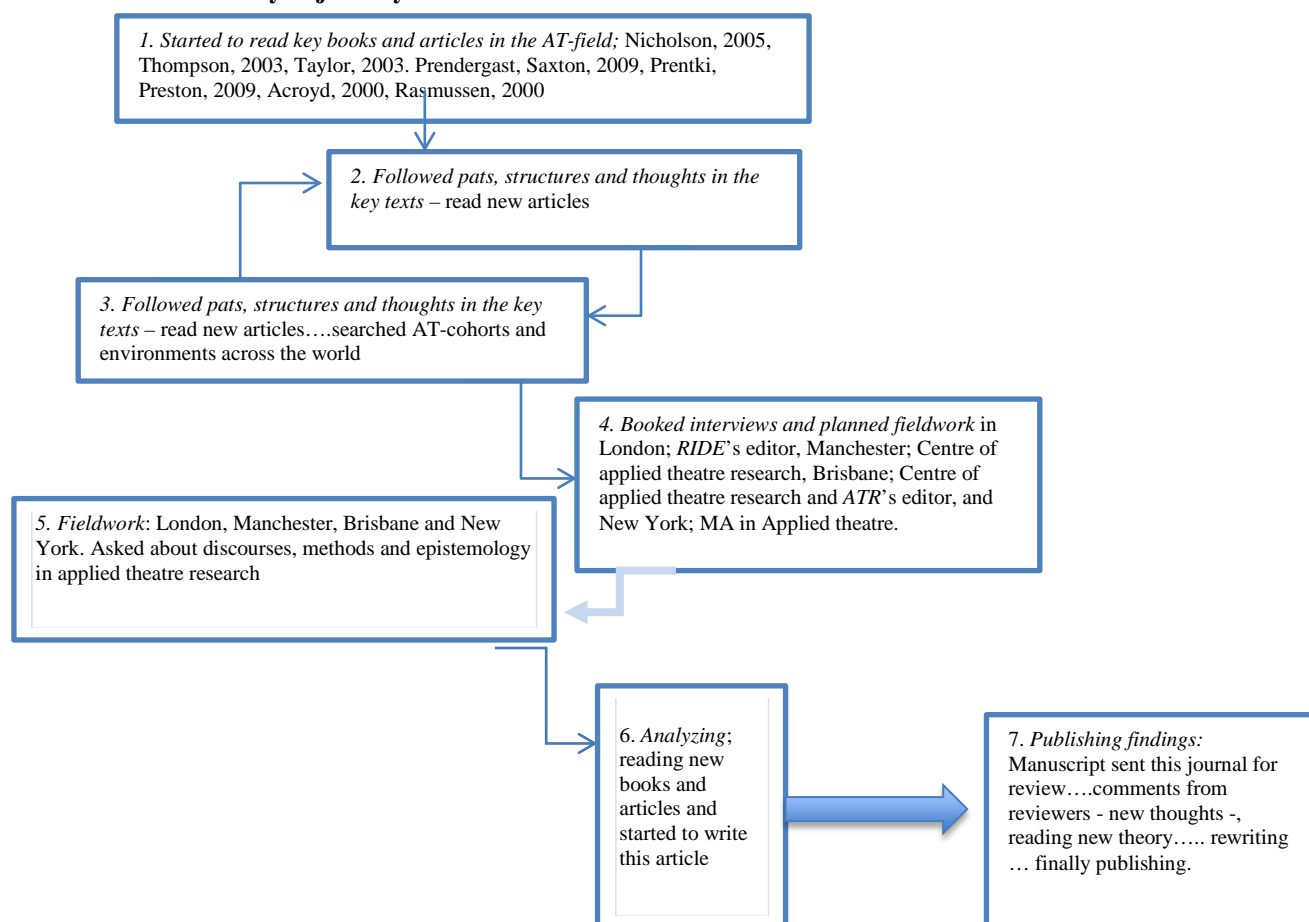 1. Started to read key books and articles in the AT-field; Nicholson, 2005,
Thompson, 2003, Taylor, 2003. Prendergast, Saxton, 2009, Prentki,
Preston, 2009, Acroyd, 2000, Rasmussen, 2000
2. Followed pats, structures and thoughts in the
key texts – read new articles
3. Followed pats, structures and thoughts in the key
texts – read new articles….searched AT-cohorts and
environments across the world
4. Booked interviews and planned fieldwork in
London; RIDE’s editor, Manchester; Centre of
applied theatre research, Brisbane; Centre of
applied theatre research and ATR’s editor, and
New York; MA in Applied theatre.
5. Fieldwork: London, Manchester, Brisbane and New
York. Asked about discourses, methods and epistemology
in applied theatre research
6. Analyzing;
reading new
books and
articles and
started to write
this article
7. Publishing findings:
Manuscript sent this journal for
review….comments from
reviewers - new thoughts -,
reading new theory….. rewriting
… finally publishing.